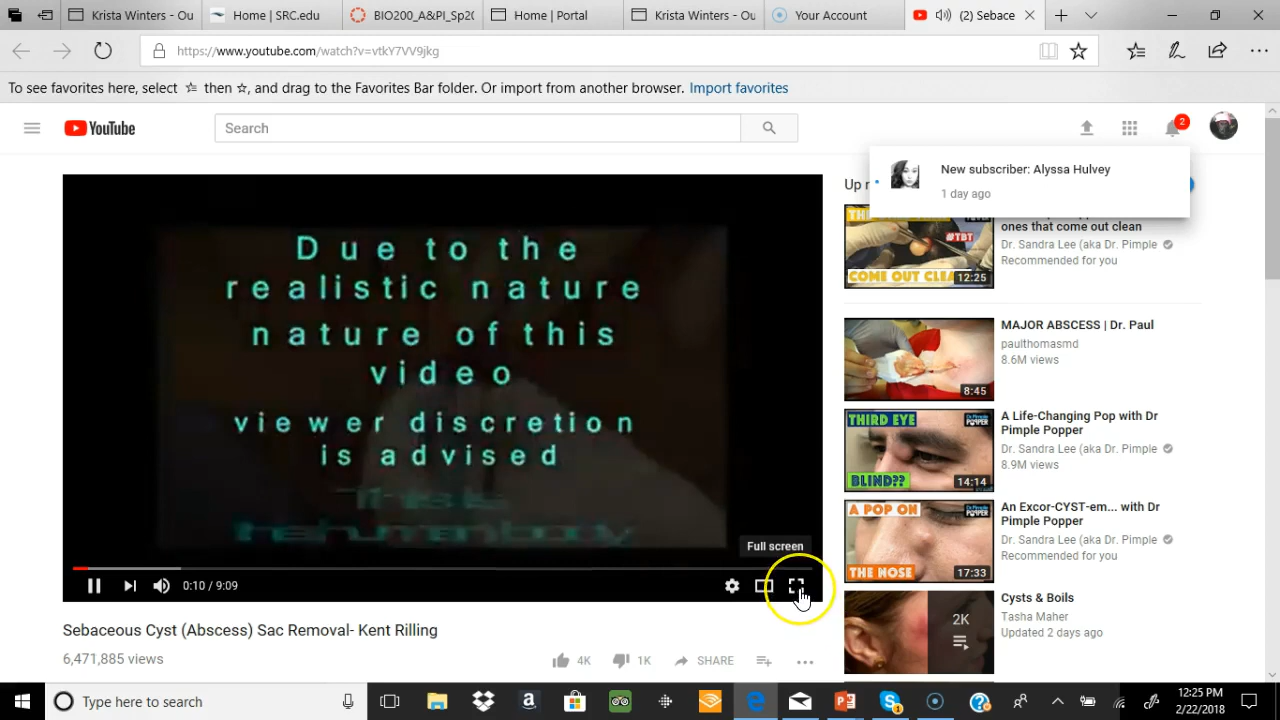 Krista Winters - Ou
Home | SRC.edu
BIO200_A&PI_Sp20
Home | Portal
Krista Winters - Ou
Your Account
(2) Sebace
https://www.youtube.com/watch?v=vtkY7VV9jkg
To see favorites here, select then , and drag to the Favorites Bar folder. Or import from another browser. Import favorites
YouTube
Search
2
New subscriber: Alyssa Hulvey
1 day ago
Due to the
realistic nature
nature of this
video
vi wer discretion
is advised
Full screen
0:10 / 9:09
Sebaceous Cyst (Abscess) Sac Removal- Kent Rilling
6,471,885 views
4K
1K
SHARE
Up
#TBT
COME OUT CLEA
12:25
ones that come out clean
Dr. Sandra Lee (aka Dr. Pimple
Recommended for you
8:45
MAJOR ABSCESS | Dr. Paul
paulthomasmd
8.6M views
THIRD EYE
BLIND??
14:14
A Life-Changing Pop with Dr
Pimple Popper
Dr. Sandra Lee (aka Dr. Pimple
8.9M views
A POP ON
THE NOSE
17:33
An Excor-CYST-em... with Dr
Pimple Popper
Dr. Sandra Lee (aka Dr. Pimple
Recommended for you
2K
Cysts & Boils
Tasha Maher
Updated 2 days ago
Type here to search
12:25 PM
2/22/2018